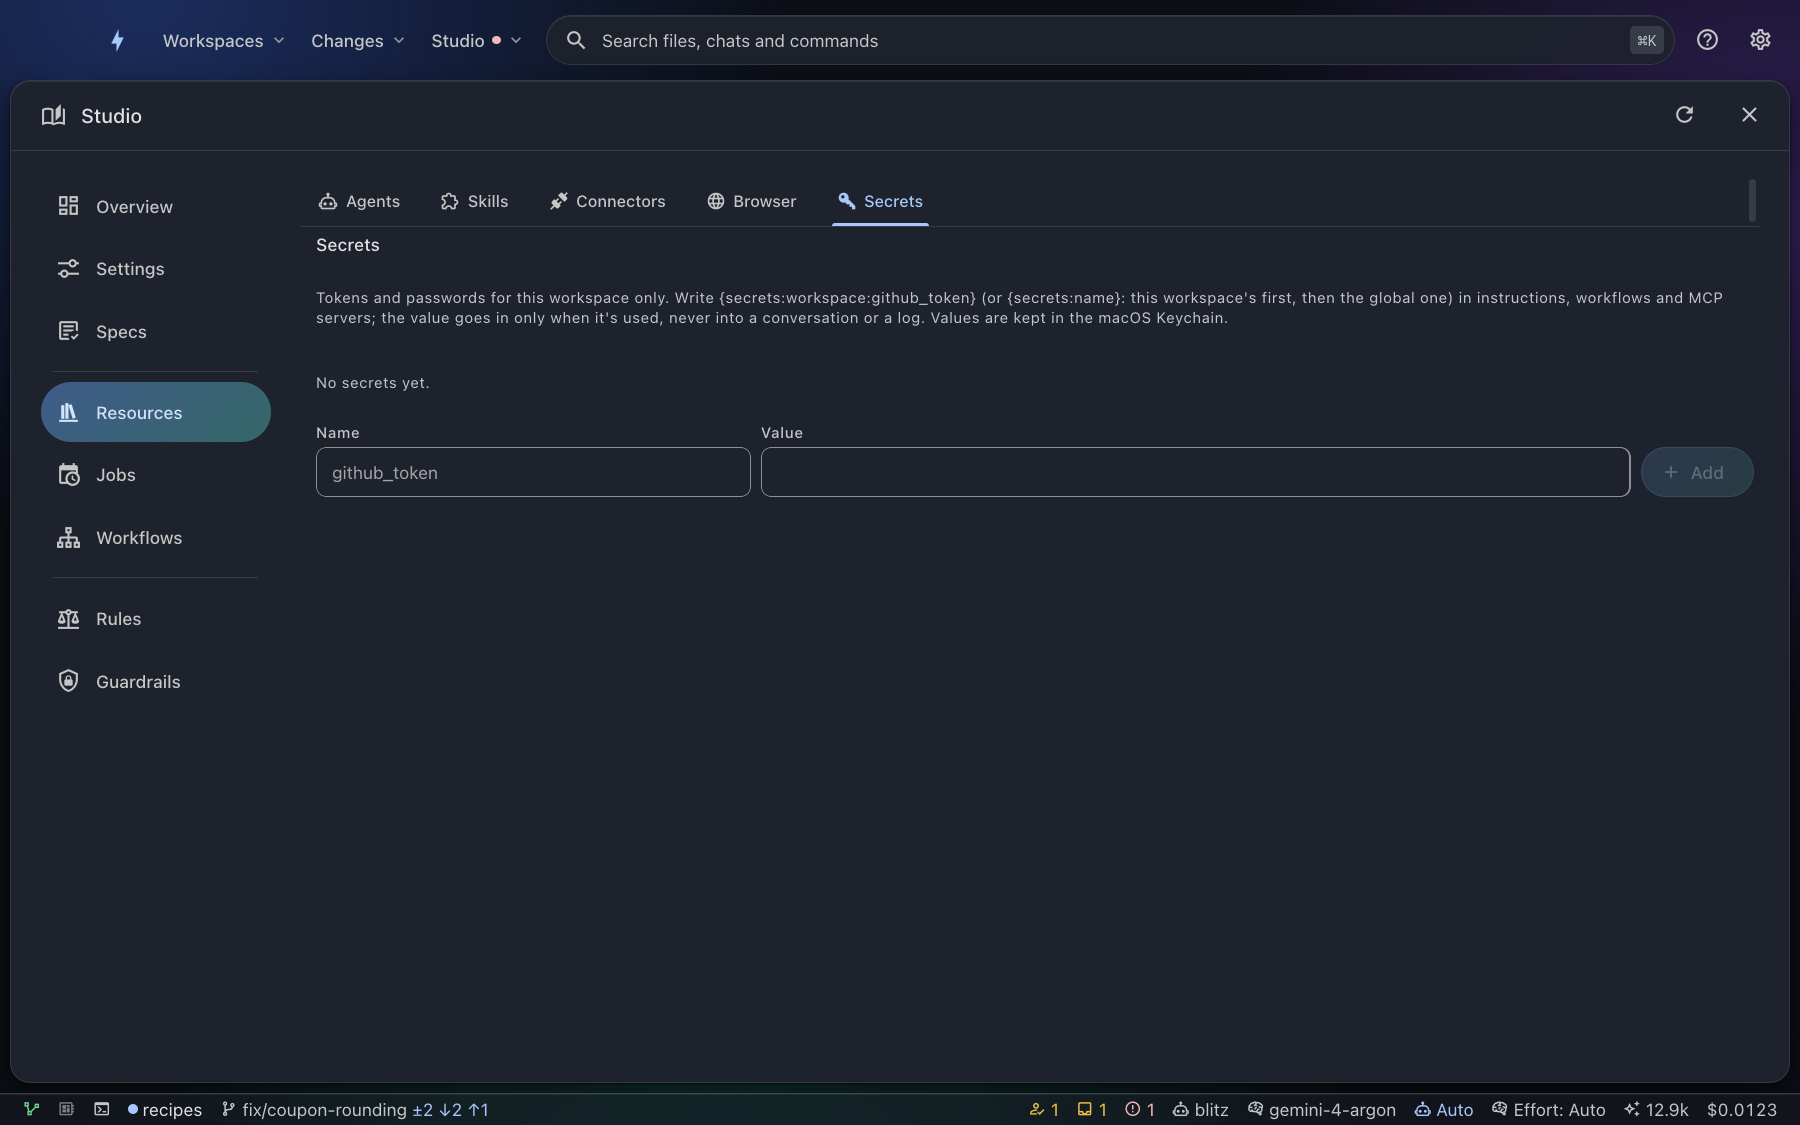 Workspaces
Changes
Studio
Search files, chats and commands
⌘K
Studio
Overview
Settings
Specs
Resources
Jobs
Workflows
Rules
Guardrails
Agents
Skills
Connectors
Browser
Secrets
Secrets
Tokens and passwords for this workspace only. Write {secrets:workspace:github_token} (or {secrets:name}: this workspace's first, then the global one) in instructions, workflows and MCP
servers; the value goes in only when it's used, never into a conversation or a log. Values are kept in the macOS Keychain.
No secrets yet.
Name
Value
github_token
+ Add
recipes
fix/coupon-rounding ±2 ↓2 ↑1
1
1
1
blitz
gemini-4-argon
Auto
Effort: Auto
12.9k
$0.0123